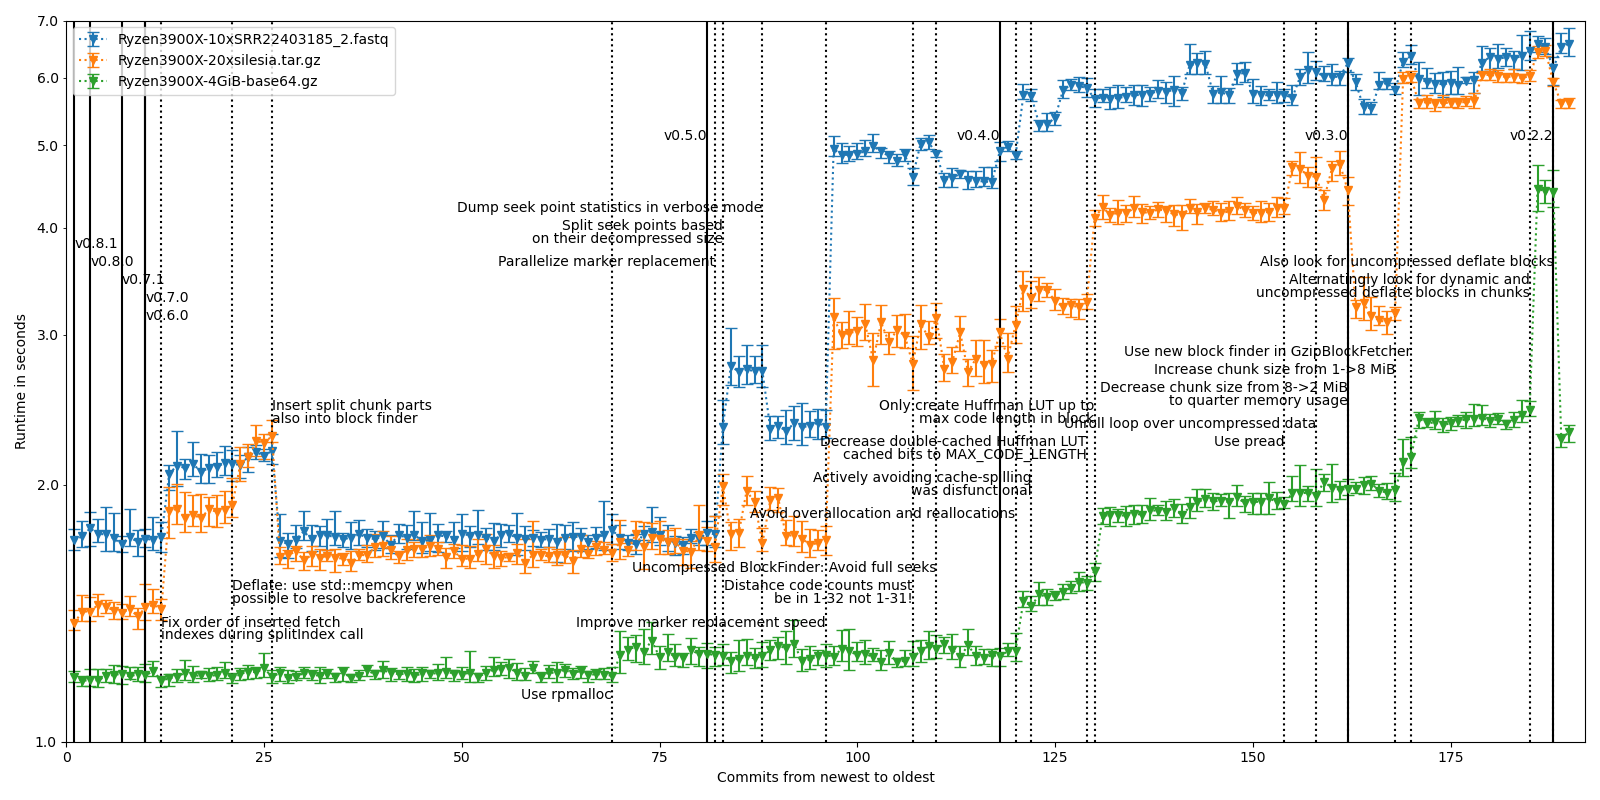 7.0
6.0
5.0
4.0
3.0
2.0
1.0
Runtime in seconds
Ryzen3900X-10xSRR22403185_2.fastq
Ryzen3900X-20xsilesia.tar.gz
Ryzen3900X-4GiB-base64.gz
v0.8.1
v0.8.0
v0.7.1
v0.7.0
v0.6.0
v0.5.0
v0.4.0
v0.3.0
v0.2.2
Dump seek point statistics in verbose mode
Split seek points based
on their decompressed size
Parallelize marker replacement
Also look for uncompressed deflate blocks
Alternatingly look for dynamic and
uncompressed deflate blocks in chunks
Use new block finder in GzipBlockFetcher
Increase chunk size from 1->8 MiB
Decrease chunk size from 8->2 MiB
to quarter memory usage
Insert split chunk parts
also into block finder
Only create Huffman LUT up to
max code length in block
Unroll loop over uncompressed data
Use pread
Decrease double-cached Huffman LUT
cached bits to MAX_CODE_LENGTH
Actively avoiding cache-spilling
was disfunctional
Avoid overallocation and reallocations
Uncompressed BlockFinder: Avoid full seeks
Deflate: use std::memcpy when
possible to resolve backreference
Distance code counts must
be in 1-32 not 1-31!
Fix order of inserted fetch
indexes during splitIndex call
Improve marker replacement speed
Use rpmalloc
0
25
50
75
100
125
150
175
Commits from newest to oldest